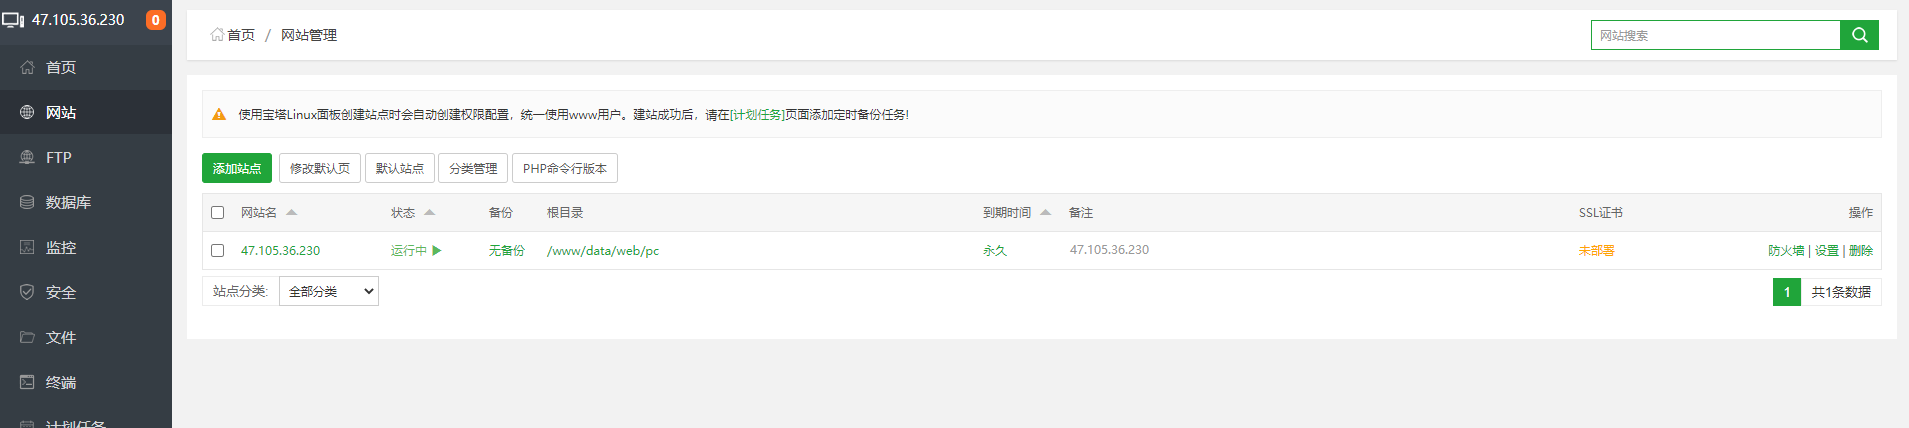 47.105.36.230 0
首页
网站
FTP
数据库
监控
安全
文件
终端
计划任务
首页 / 网站管理
网站搜索
使用宝塔Linux面板创建站点时会自动创建权限配置，统一使用www用户。建站成功后，请在[计划任务]页面添加定时备份任务!
添加站点 修改默认页 默认站点 分类管理 PHP命令行版本
网站名 状态 备份 根目录 到期时间 备注 SSL证书 操作
47.105.36.230 运行中 无备份 /www/data/web/pc 永久 47.105.36.230 未部署 防火墙 | 设置 | 删除
站点分类: 全部分类 1 共1条数据